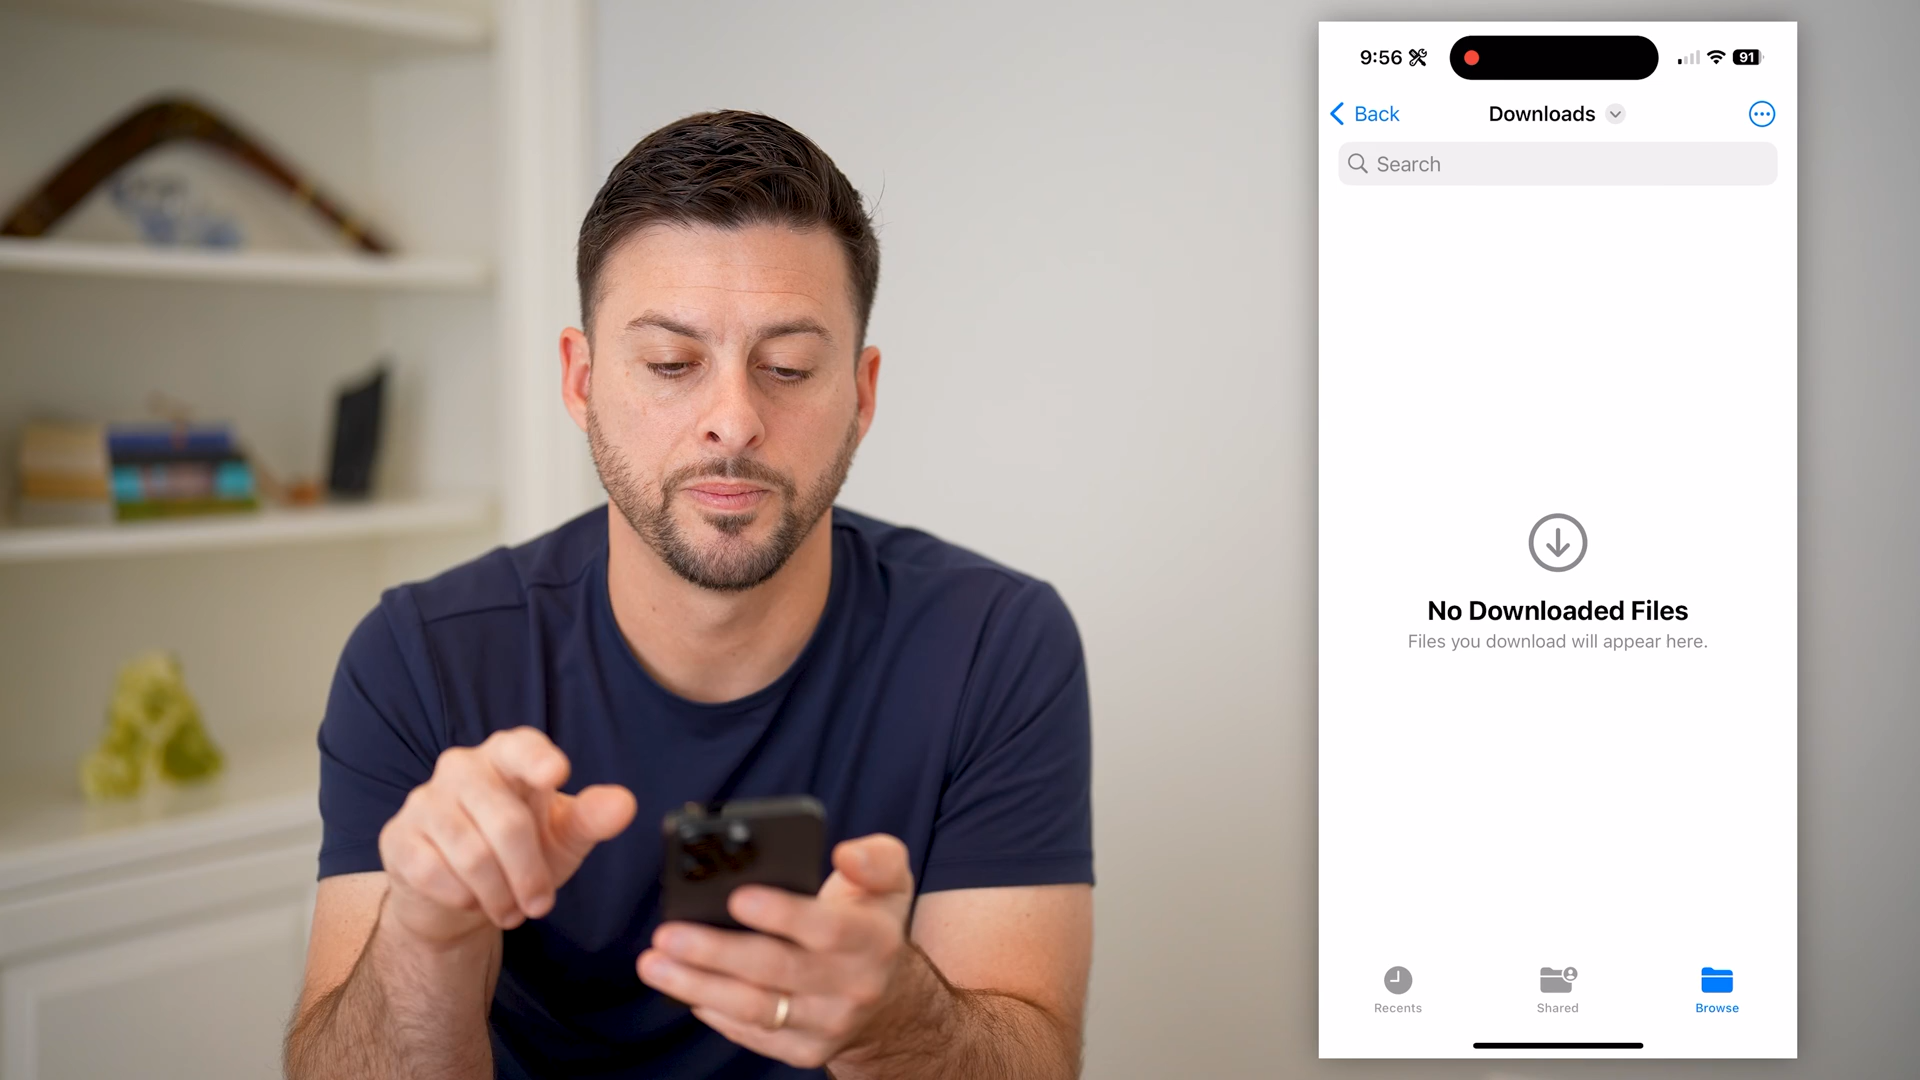 9:56
91
Back
Downloads
Search
No Downloaded Files
Files you download will appear here.
Recents
Shared
Browse